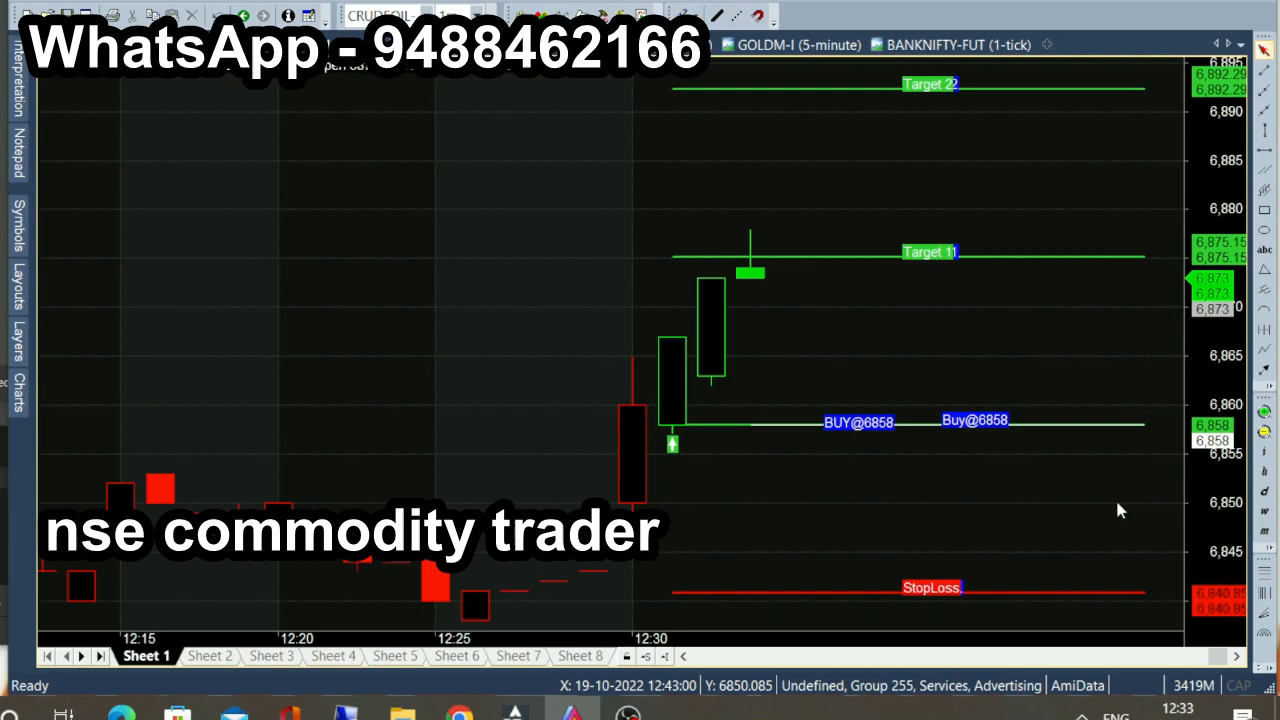 CRUDEOIL-
WhatsApp - 9488462166
GOLDM-I (5-minute)
BANKNIFTY-FUT (1-tick)
Interpretation
Notepad
Symbols
Layouts
Layers
Charts
Target 22
Target 11
BUY@6858
Buy@6858
StopLoss
nse commodity trader
6,895
6,892.29
6,892.29
6,890
6,885
6,880
6,875.15
6,875.15
6,873
6,873
6,873
6,865
6,860
6,858
6,858
6,855
6,850
6,845
6,840.85
6,840.85
abc
i
h
d
w
m
12:15
12:20
12:25
12:30
Sheet 1 Sheet 2 Sheet 3 Sheet 4 Sheet 5 Sheet 6 Sheet 7 Sheet 8
Ready
X: 19-10-2022 12:43:00 Y: 6850.085 Undefined, Group 255, Services, Advertising AmiData 3419M CAP
12:33